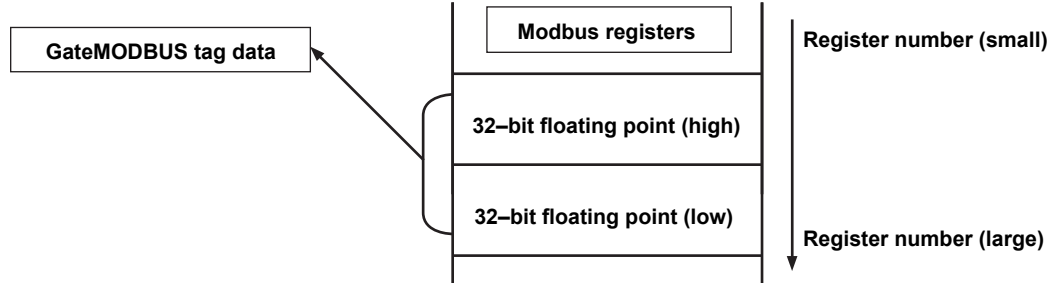 Modbus registers
GateMODBUS tag data
Register number (small)
32–bit floating point (high)
32–bit floating point (low)
Register number (large)